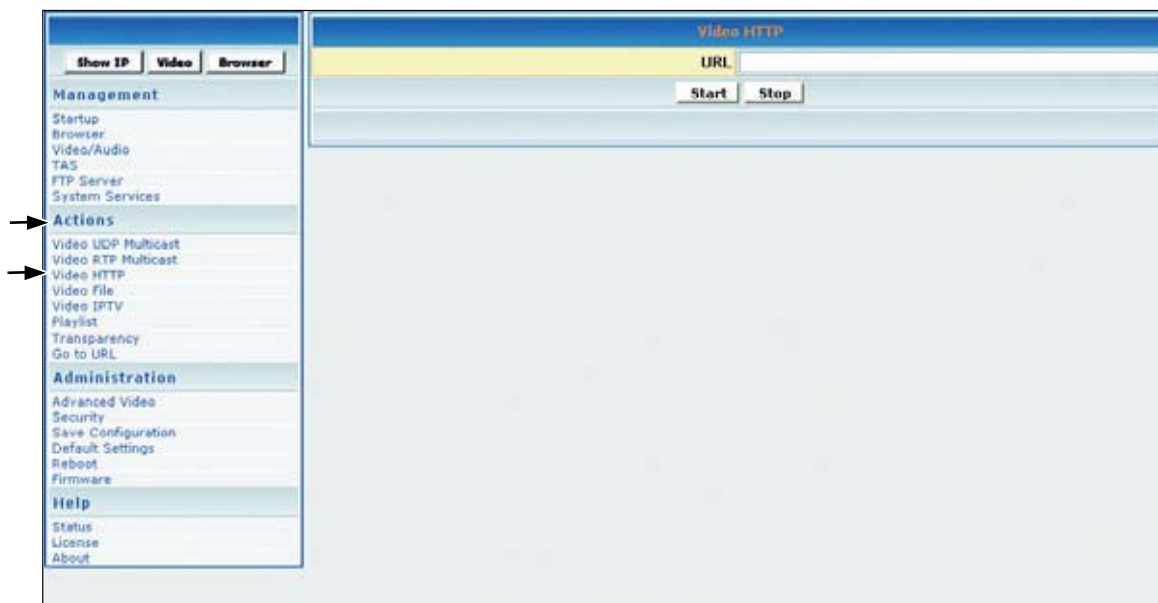 Show IP Video Browser
Management
Startup
Browser
Video/Audio
TAS
FTP Server
System Services
Actions
Video UDP Multicast
Video RTP Multicast
Video HTTP
Video File
Video IPTV
Playlist
Transparency
Go to URL
Administration
Advanced Video
Security
Save Configuration
Default Settings
Reboot
Firmware
Help
Status
License
About
Video HTTP
URL
Start Stop